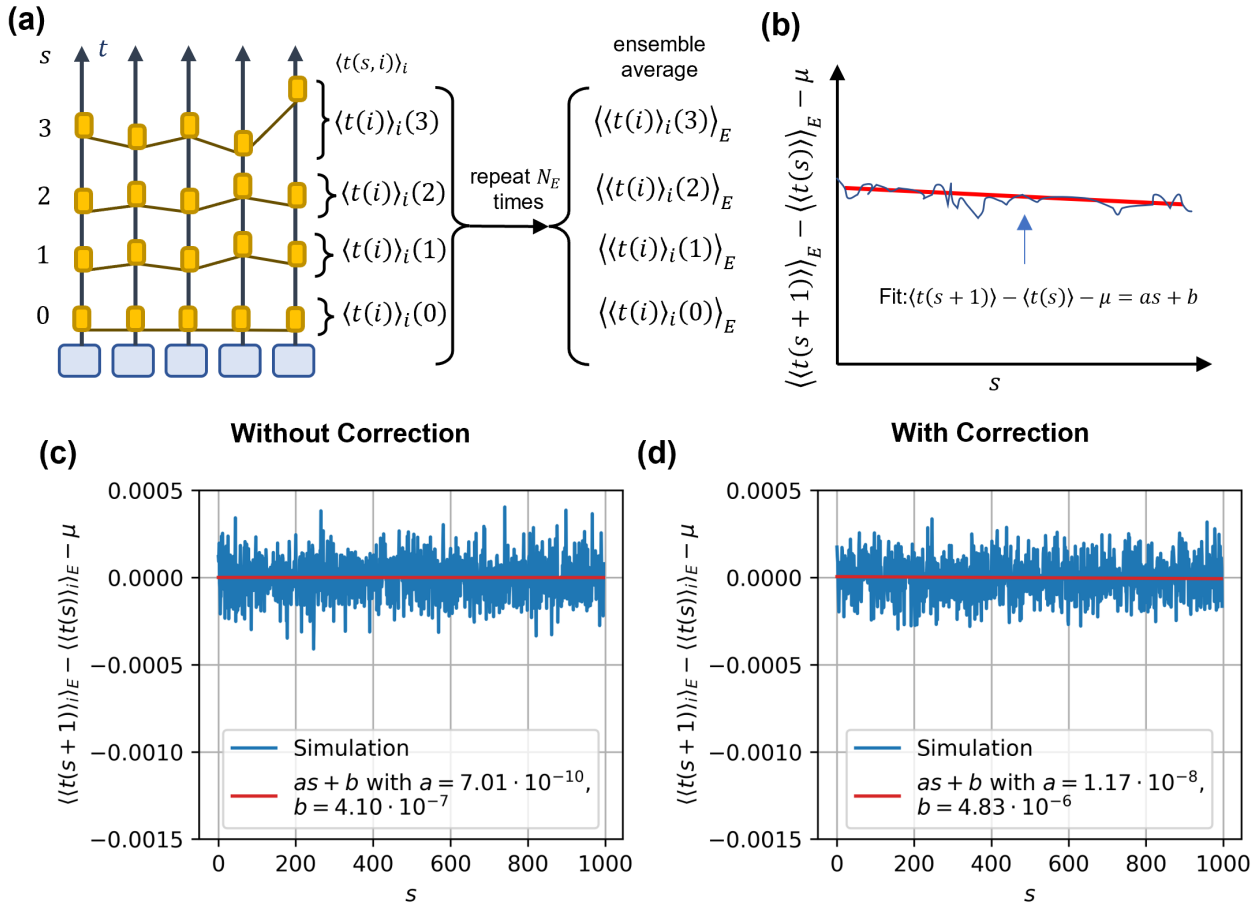 (a)
s
t
⟨t(s, i)⟩ᵢ
3
2
1
0
⟨t(i)⟩ᵢ(3)
⟨t(i)⟩ᵢ(2)
⟨t(i)⟩ᵢ(1)
⟨t(i)⟩ᵢ(0)
repeat N_E
times
ensemble
average
⟨⟨t(i)⟩ᵢ(3)⟩_E
⟨⟨t(i)⟩ᵢ(2)⟩_E
⟨⟨t(i)⟩ᵢ(1)⟩_E
⟨⟨t(i)⟩ᵢ(0)⟩_E
(b)
⟨⟨t(s + 1)⟩⟩_E − ⟨⟨t(s)⟩⟩_E − μ
Fit:⟨t(s + 1)⟩ − ⟨t(s)⟩ − μ = as + b
s
Without Correction
(c)
⟨⟨t(s + 1)⟩ᵢ⟩_E − ⟨⟨t(s)⟩ᵢ⟩_E − μ
0.0005
0.0000
−0.0005
−0.0010
−0.0015
Simulation
as + b with a = 7.01 · 10⁻¹⁰,
b = 4.10 · 10⁻⁷
0 200 400 600 800 1000
s
With Correction
(d)
⟨⟨t(s + 1)⟩ᵢ⟩_E − ⟨⟨t(s)⟩ᵢ⟩_E − μ
0.0005
0.0000
−0.0005
−0.0010
−0.0015
Simulation
as + b with a = 1.17 · 10⁻⁸,
b = 4.83 · 10⁻⁶
0 200 400 600 800 1000
s